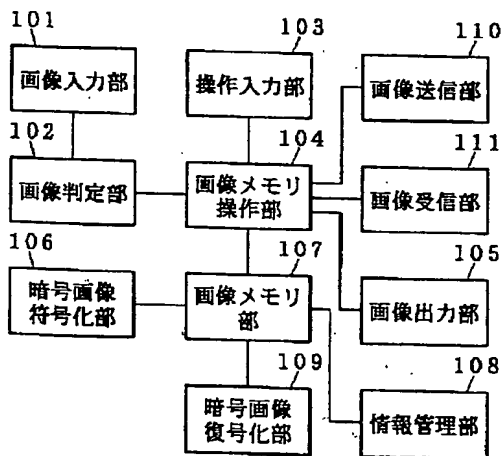 101
画像入力部
103
操作入力部
110
画像送信部
102
画像判定部
104
画像メモリ
操作部
111
画像受信部
106
暗号画像
符号化部
107
画像メモリ
部
105
画像出力部
109
暗号画像
復号化部
108
情報管理部